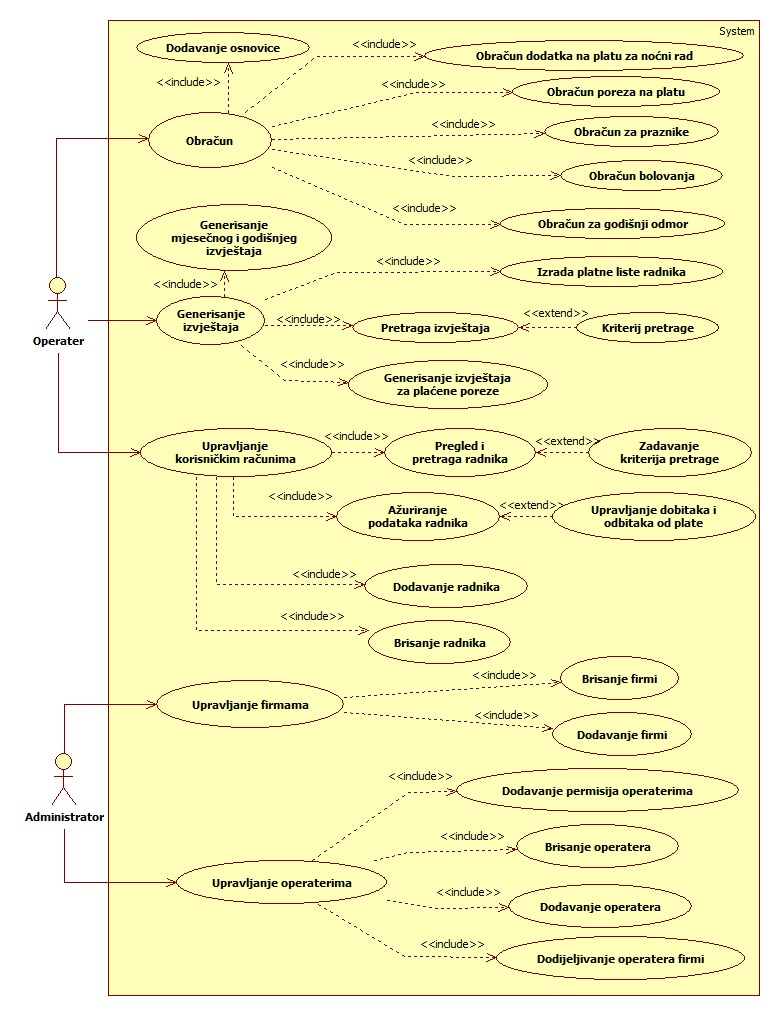 System
Dodavanje osnovice
<<include>>
<<include>>
Obračun dodatka na platu za noćni rad
<<include>>
Obračun poreza na platu
Obračun
<<include>>
Obračun za praznike
<<include>>
Obračun bolovanja
<<include>>
Obračun za godišnji odmor
Generisanje
mjesečnog i godišnjeg
izvještaja
<<include>>
<<include>>
Izrada platne liste radnika
Operater
Generisanje
izvještaja
<<include>>
Pretraga izvještaja
<<extend>>
Kriterij pretrage
<<include>>
Generisanje izvještaja
za plaćene poreze
Upravljanje
korisničkim računima
<<include>>
Pregled i
pretraga radnika
<<extend>>
Zadavanje
kriterija pretrage
<<include>>
Ažuriranje
podataka radnika
<<extend>>
Upravljanje dobitaka i
odbitaka od plate
<<include>>
Dodavanje radnika
<<include>>
Brisanje radnika
Upravljanje firmama
<<include>>
Brisanje firmi
<<include>>
Dodavanje firmi
Administrator
<<include>>
Dodavanje permisija operaterima
<<include>>
Brisanje operatera
Upravljanje operaterima
<<include>>
Dodavanje operatera
<<include>>
Dodijeljivanje operatera firmi